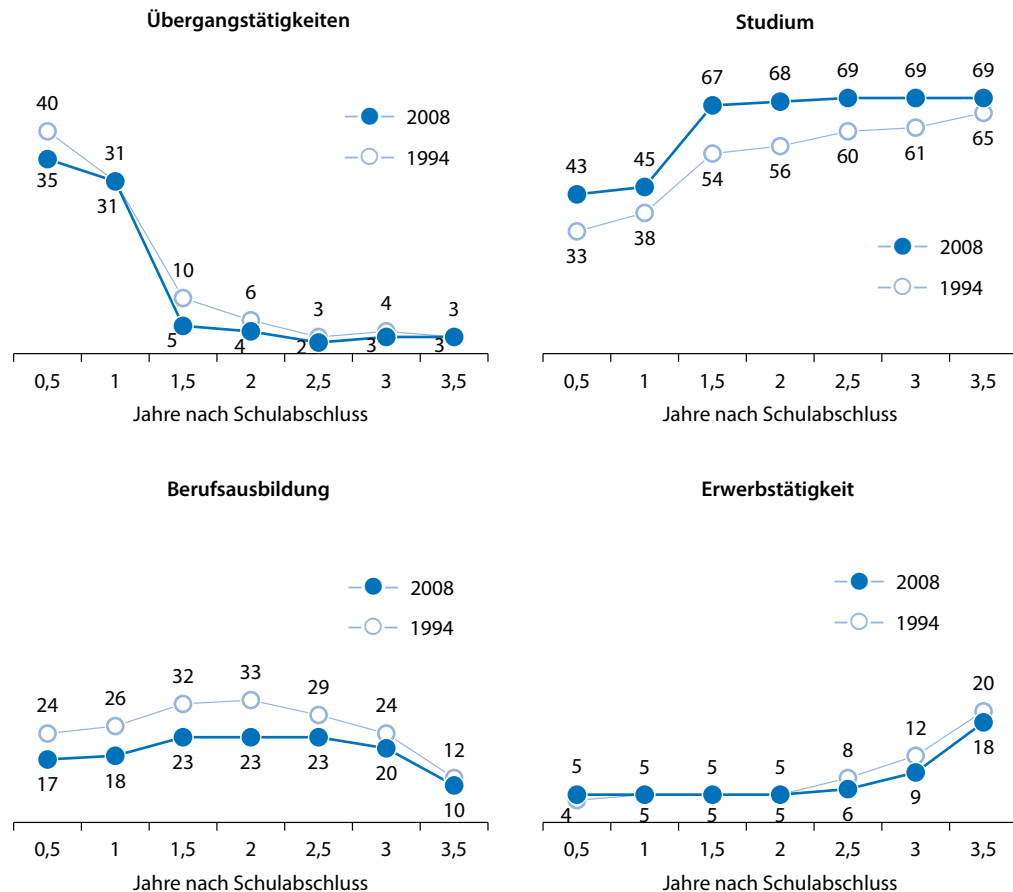 Übergangstätigkeiten
40
31
2008
1994
35
31
10
6
3
4
3
5
4
2
3
3
0,5 1 1,5 2 2,5 3 3,5
Jahre nach Schulabschluss
Studium
67 68 69 69 69
43 45
54 56 60 61 65
33 38
2008
1994
0,5 1 1,5 2 2,5 3 3,5
Jahre nach Schulabschluss
Berufsausbildung
2008
1994
24 26 32 33 29 24 12
17 18 23 23 23 20 10
0,5 1 1,5 2 2,5 3 3,5
Jahre nach Schulabschluss
Erwerbstätigkeit
2008
1994
5 5 5 5 8 12 20
4 5 5 5 6 9 18
0,5 1 1,5 2 2,5 3 3,5
Jahre nach Schulabschluss